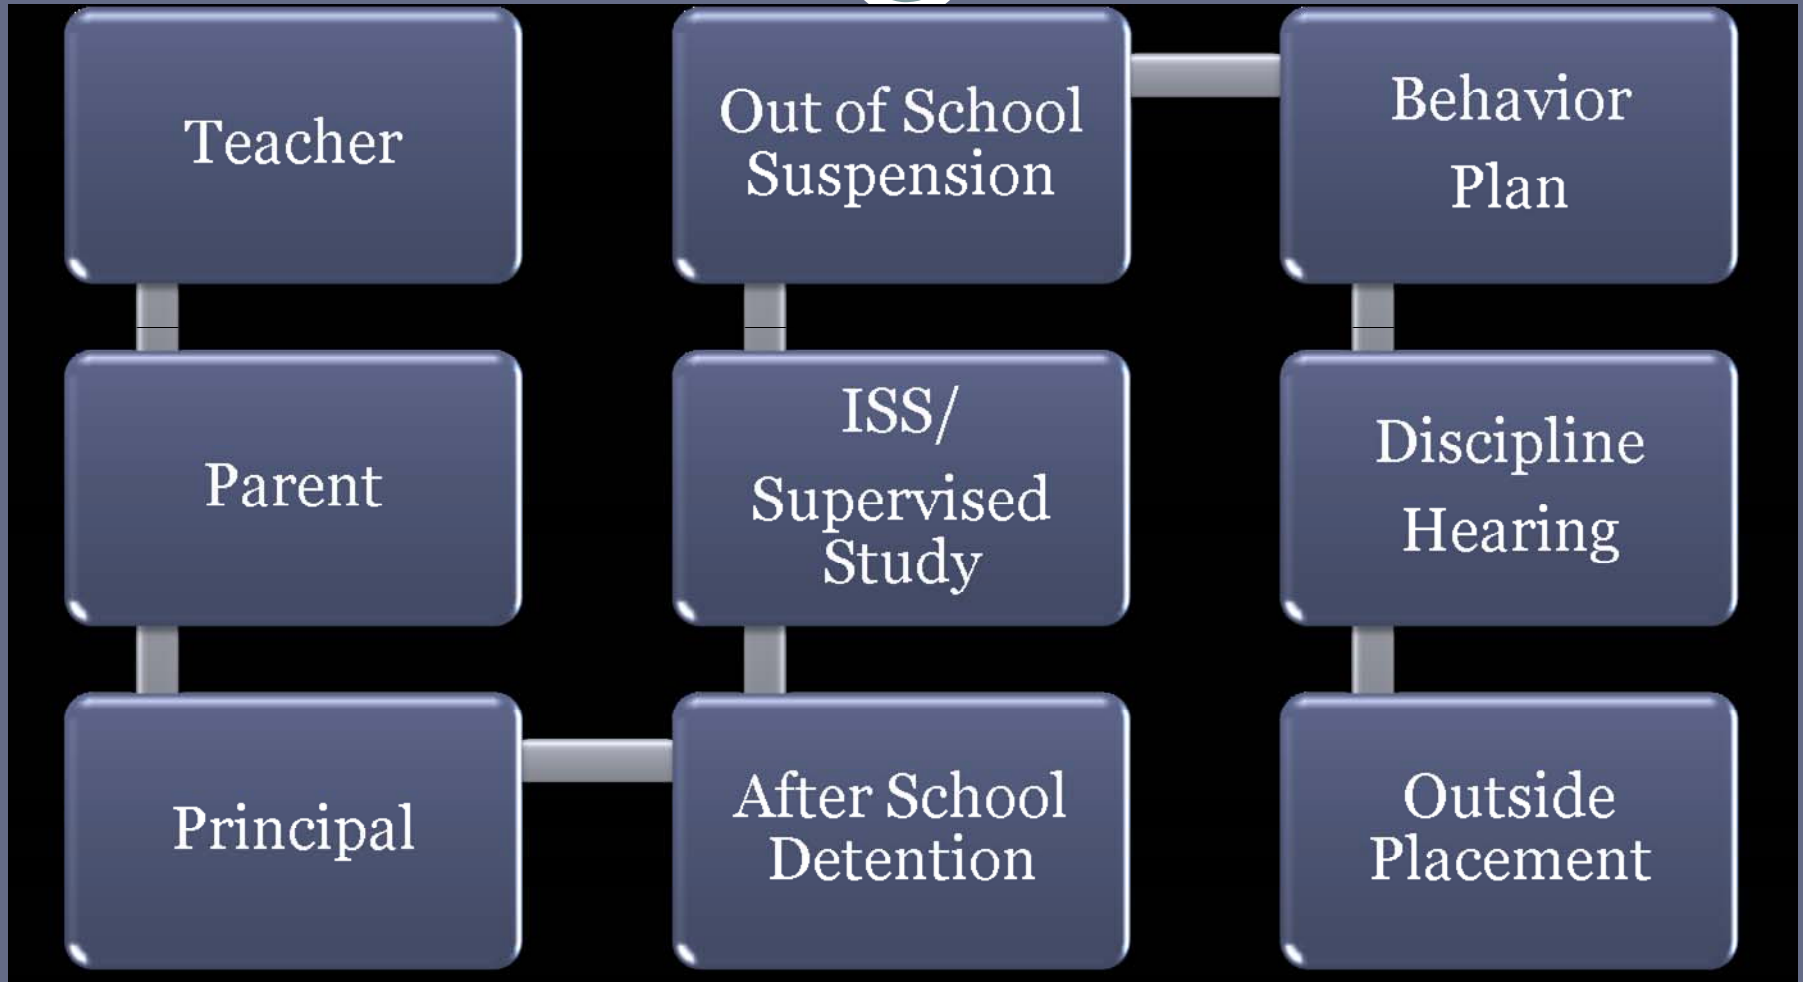 Teacher
Parent
Principal
After School
Detention
ISS/
Supervised
Study
Out of School
Suspension
Behavior
Plan
Discipline
Hearing
Outside
Placement